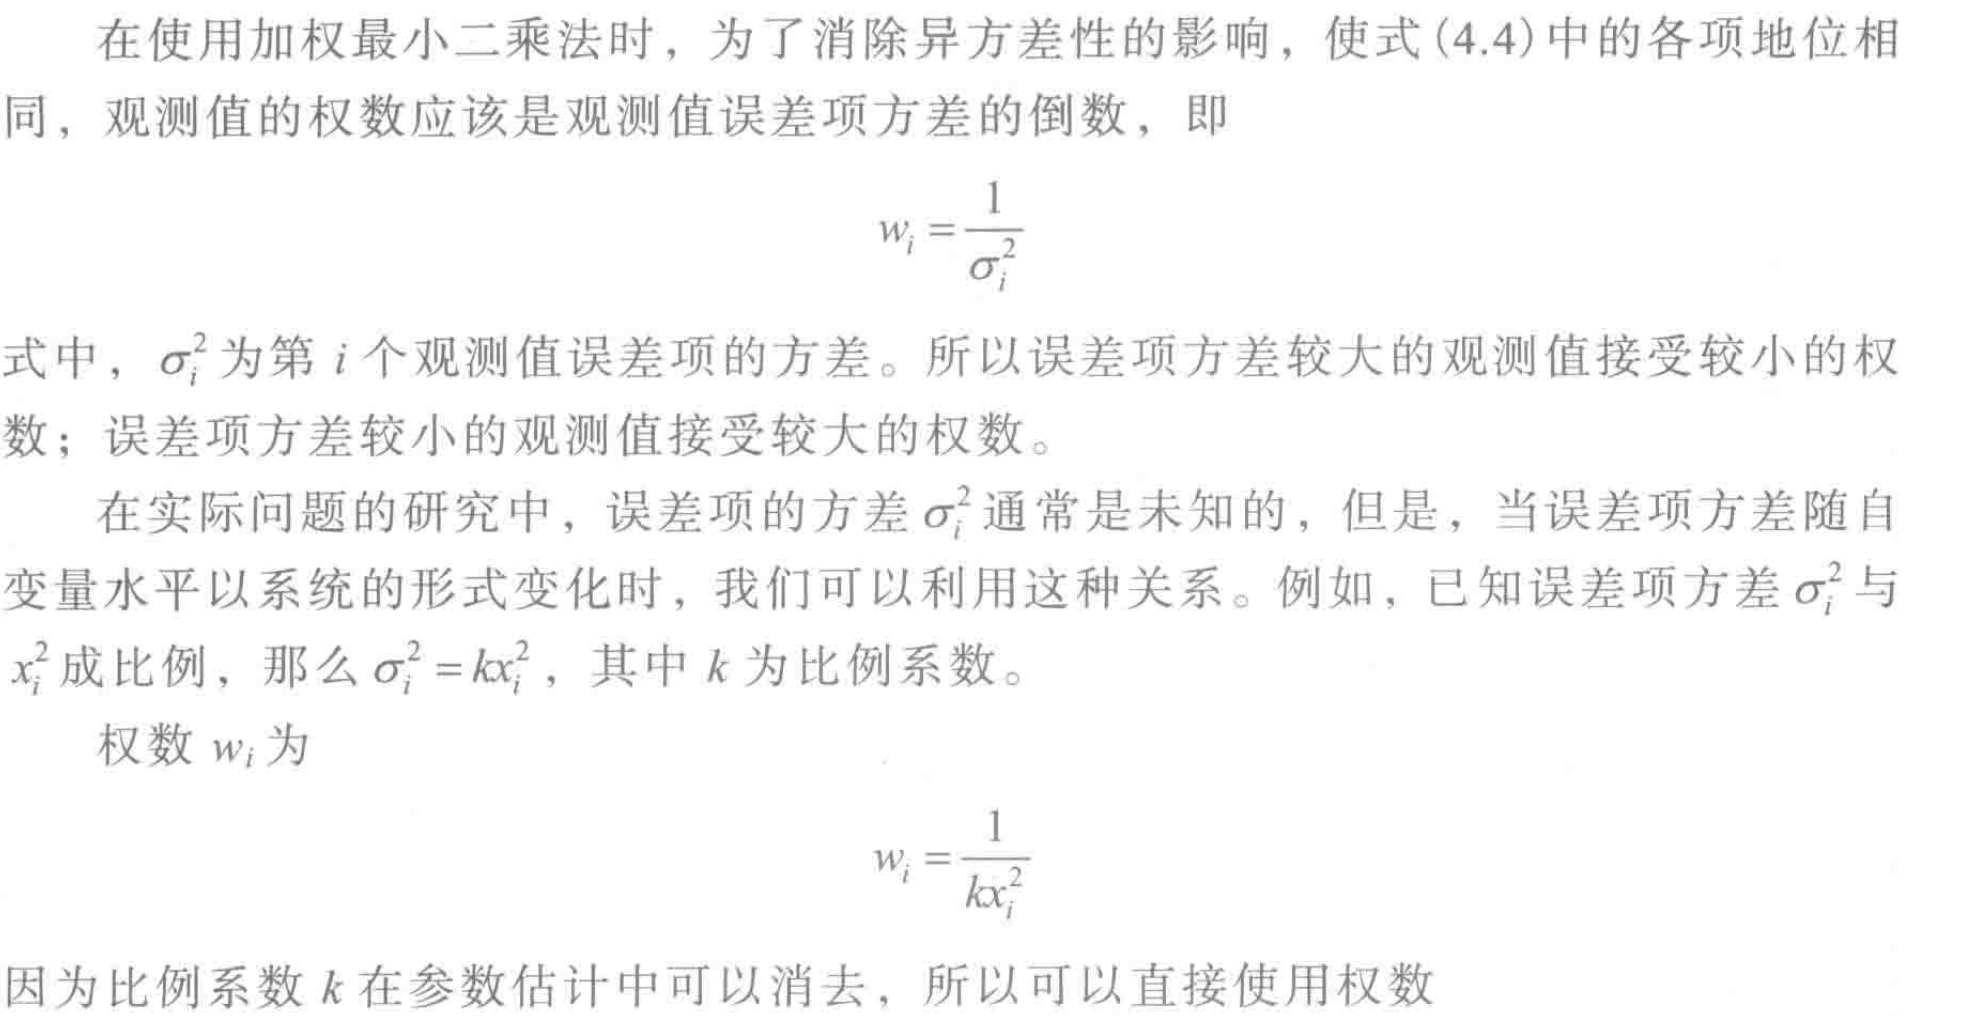 在使用加权最小二乘法时，为了消除异方差性的影响，使式(4.4)中的各项地位相
同，观测值的权数应该是观测值误差项方差的倒数，即
$w_i = \frac{1}{\sigma_i^2}$
式中，$\sigma_i^2$为第 i 个观测值误差项的方差。所以误差项方差较大的观测值接受较小的权
数；误差项方差较小的观测值接受较大的权数。
在实际问题的研究中，误差项的方差$\sigma_i^2$通常是未知的，但是，当误差项方差随自
变量水平以系统的形式变化时，我们可以利用这种关系。例如，已知误差项方差$\sigma_i^2$与
$x_i^2$成比例，那么$\sigma_i^2 = kx_i^2$，其中 k 为比例系数。
权数 $w_i$为
$w_i = \frac{1}{kx_i^2}$
因为比例系数 k 在参数估计中可以消去，所以可以直接使用权数